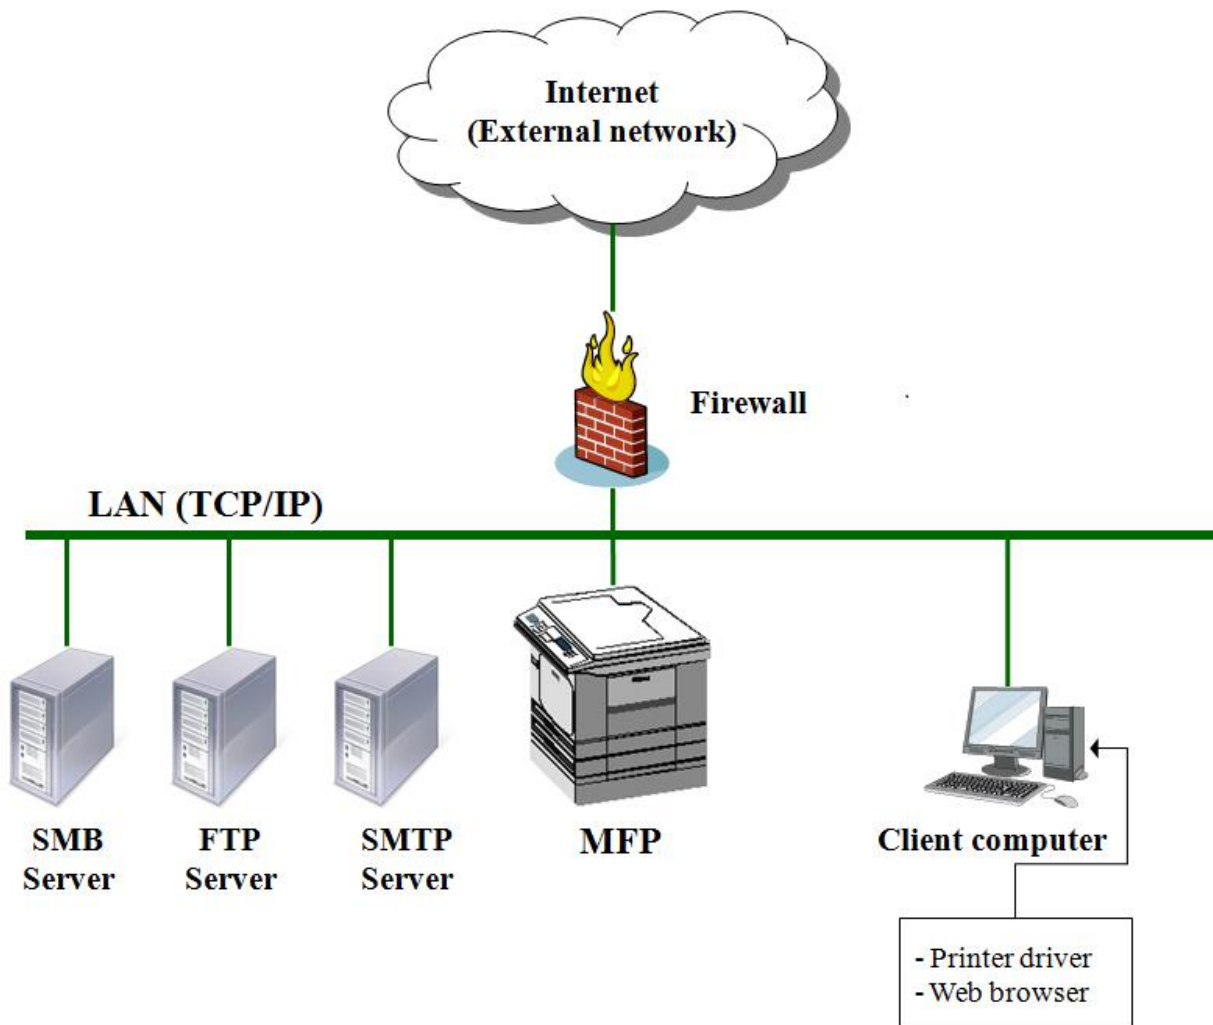 Internet
(External network)
Firewall
LAN (TCP/IP)
SMB
Server
FTP
Server
SMTP
Server
MFP
Client computer
- Printer driver
- Web browser